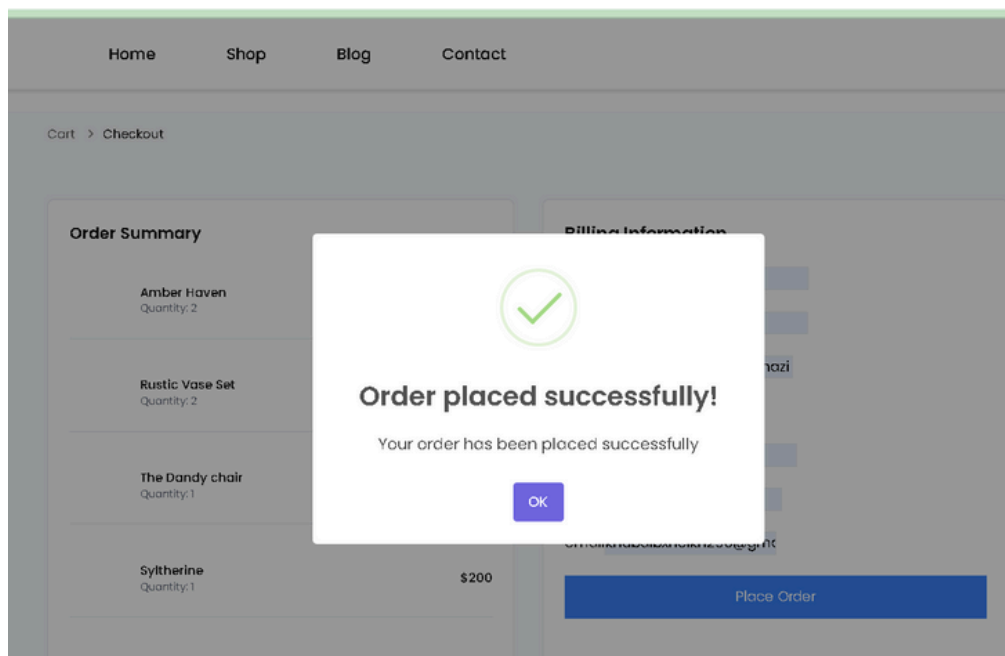 Home Shop Blog Contact
Cart > Checkout
Order Summary
Amber Haven
Quantity: 2
Rustic Vase Set
Quantity: 2
The Dandy chair
Quantity: 1
Syltherine
Quantity: 1
$200
Billing Information
Order placed successfully!
Your order has been placed successfully
OK
Place Order